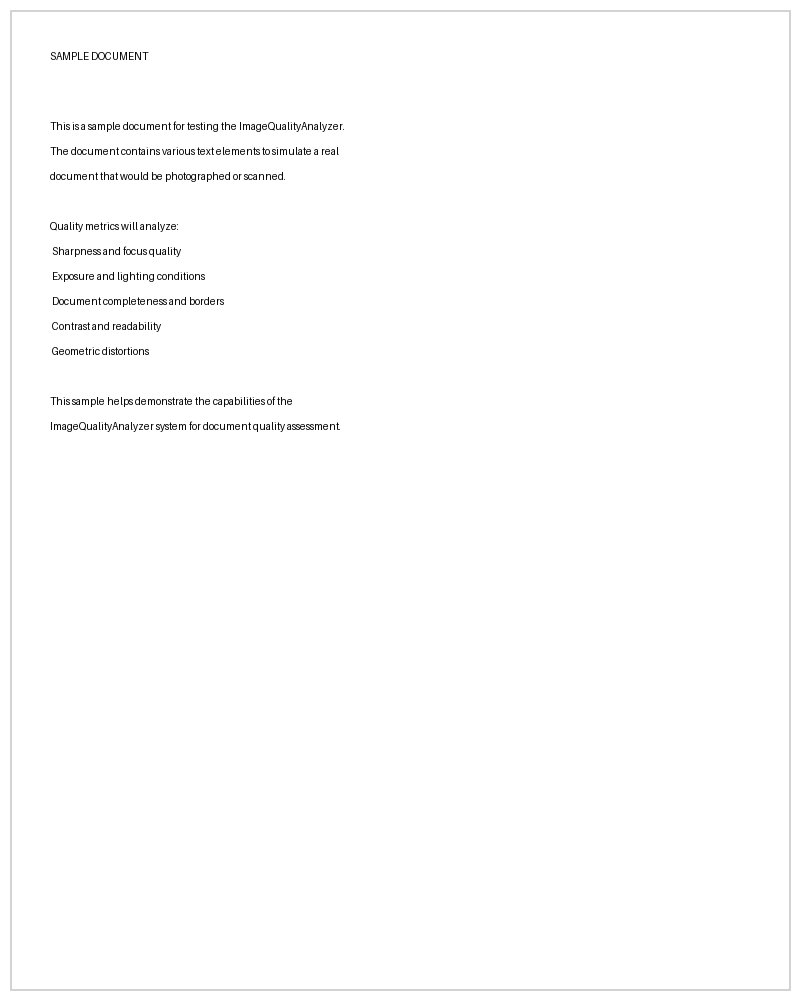 SAMPLE DOCUMENT
This is a sample document for testing the ImageQualityAnalyzer.
The document contains various text elements to simulate a real
document that would be photographed or scanned.
Quality metrics will analyze:
Sharpness and focus quality
Exposure and lighting conditions
Document completeness and borders
Contrast and readability
Geometric distortions
This sample helps demonstrate the capabilities of the
ImageQualityAnalyzer system for document quality assessment.